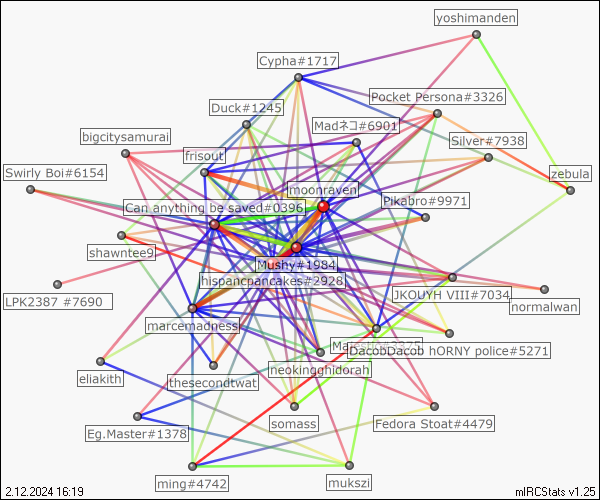 yoshimanden
Cypha#1717
Pocket Persona#3326
Duck#1245
Madネコ#6901
bigcitysamurai
Silver#7938
frisout
Swirly Boi#6154
zebula
moonraven
Pikabro#9971
Can anything be saved#0396
shawntee9
Mushy#1984
hispancpancakes#2928
JKOUYH VIII#7034
LPK2387 #7690
normalwan
marcemadness
DacobDacob hORNY police#5271
neokingghidorah
eliakith
thesecondtwat
somass
Fedora Stoat#4479
Eg.Master#1378
ming#4742
mukszi
2.12.2024 16:19
mIRCStats v1.25